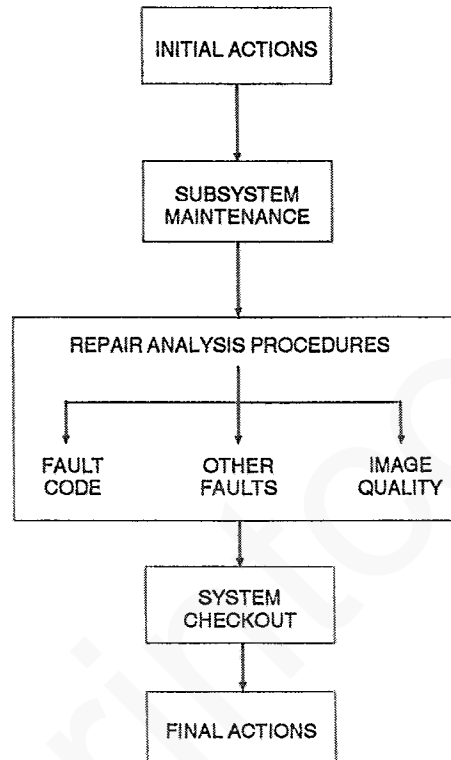 INITIAL ACTIONS
SUBSYSTEM
MAINTENANCE
REPAIR ANALYSIS PROCEDURES
FAULT
CODE
OTHER
FAULTS
IMAGE
QUALITY
SYSTEM
CHECKOUT
FINAL ACTIONS